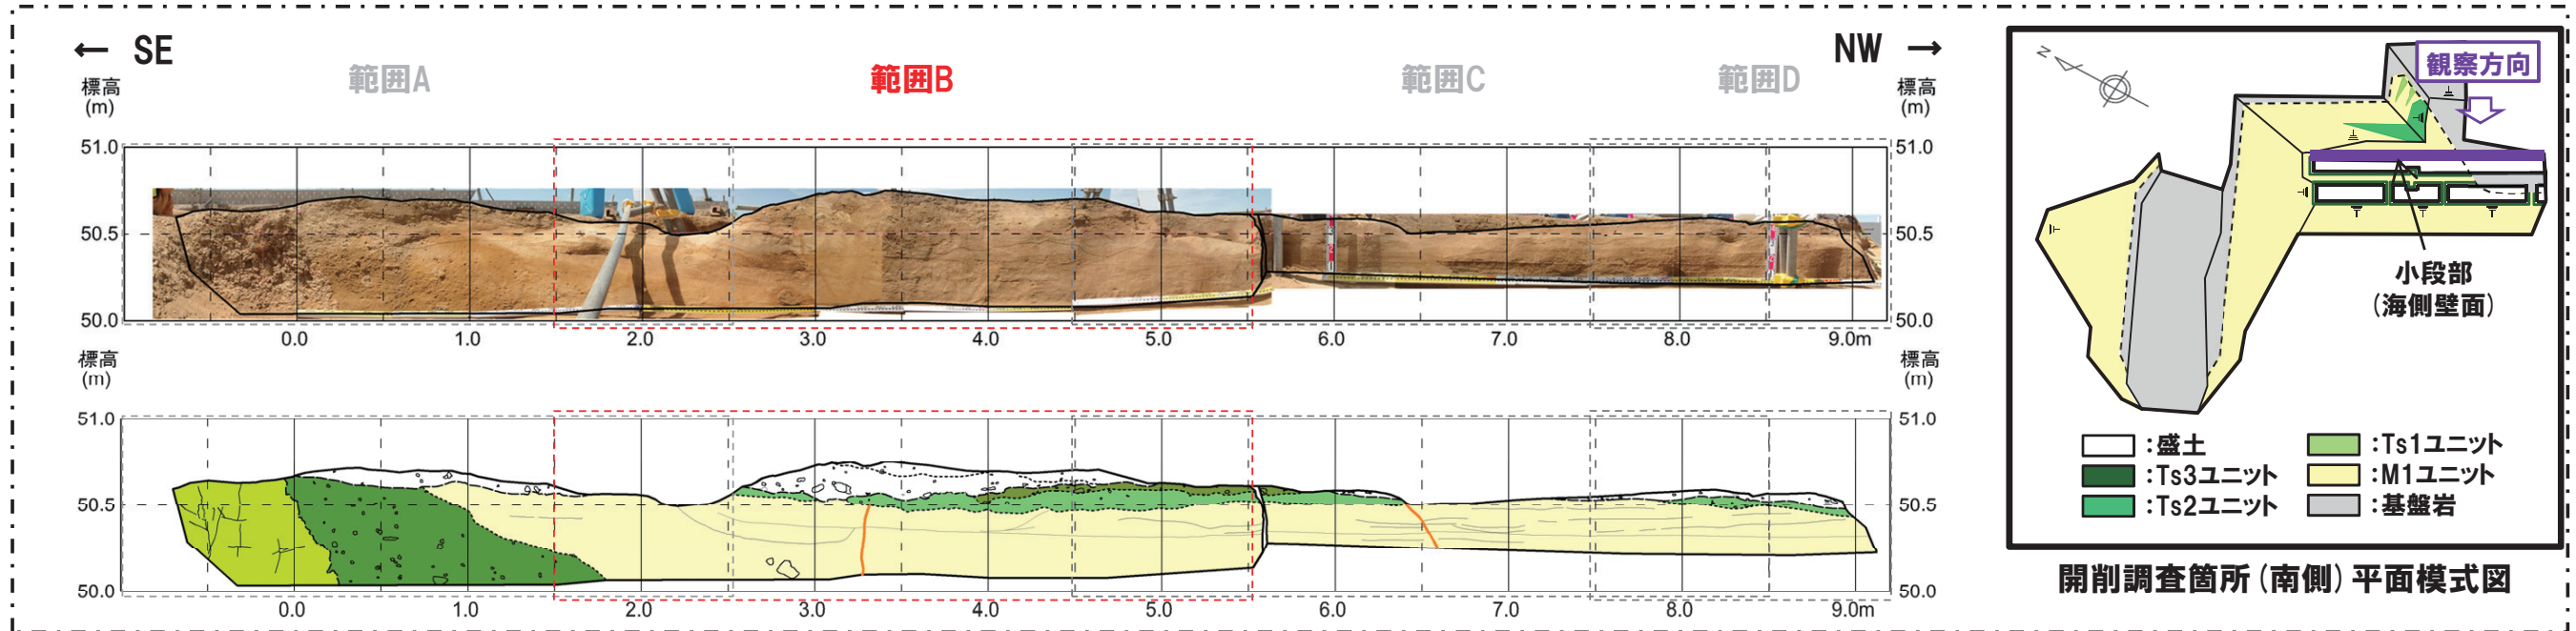 ← SE
NW →
範囲A
範囲B
範囲C
範囲D
標高
(m)
標高
(m)
51.0
51.0
50.5
50.5
50.0
50.0
0.0
1.0
2.0
3.0
4.0
5.0
6.0
7.0
8.0
9.0m
標高
(m)
標高
(m)
51.0
51.0
50.5
50.5
50.0
50.0
0.0
1.0
2.0
3.0
4.0
5.0
6.0
7.0
8.0
9.0m
N
観察方向
小段部
(海側壁面)
:盛土
:Ts1ユニット
:Ts3ユニット
:M1ユニット
:Ts2ユニット
:基盤岩
開削調査箇所(南側)平面模式図